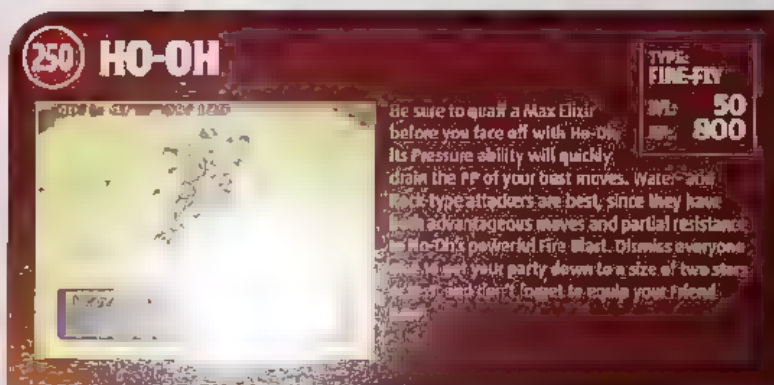 250 HO-OH
TYPE:
FIRE-FLY
50
800
Be sure to quaff a Max Elixir
before you face off with Ho-Oh.
Its Pressure ability will quickly
drain the PP of your best moves. Water- and
Rock-type attackers are best, since they have
advantageous moves and partial resistance
to Ho-Oh's powerful Fire Blast. Dismiss everyone
your party down to a size of two stars
and don't forget to equip your Friend